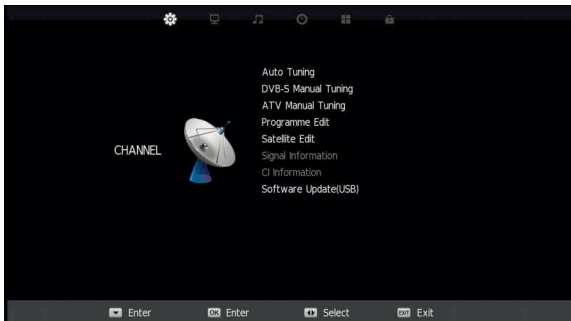 Auto Tuning
DVB-S Manual Tuning
ATV Manual Tuning
Programme Edit
Satellite Edit
CHANNEL
Signal Information
CI Information
Software Update(USB)
Enter OK Enter Select EXIT Exit